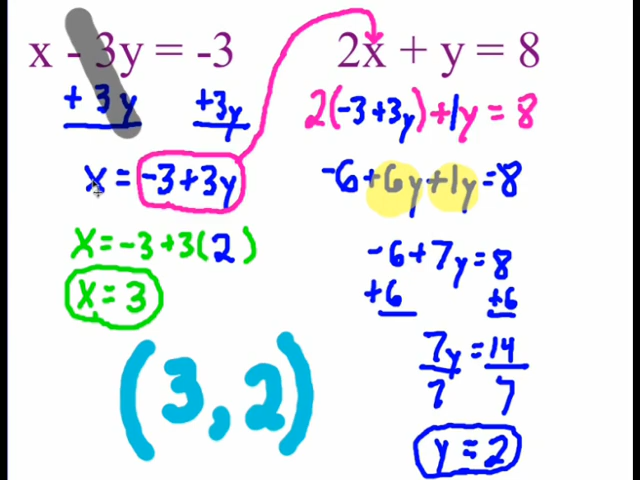 x - 3y = -3
+ 3y +3y
x = -3+3y
x = -3+3(2)
x = 3
(3,2)
2x + y = 8
2(-3+3y)+1y = 8
-6+6y+1y=8
-6+7y=8
+6 +6
7y=14
7 7
y=2